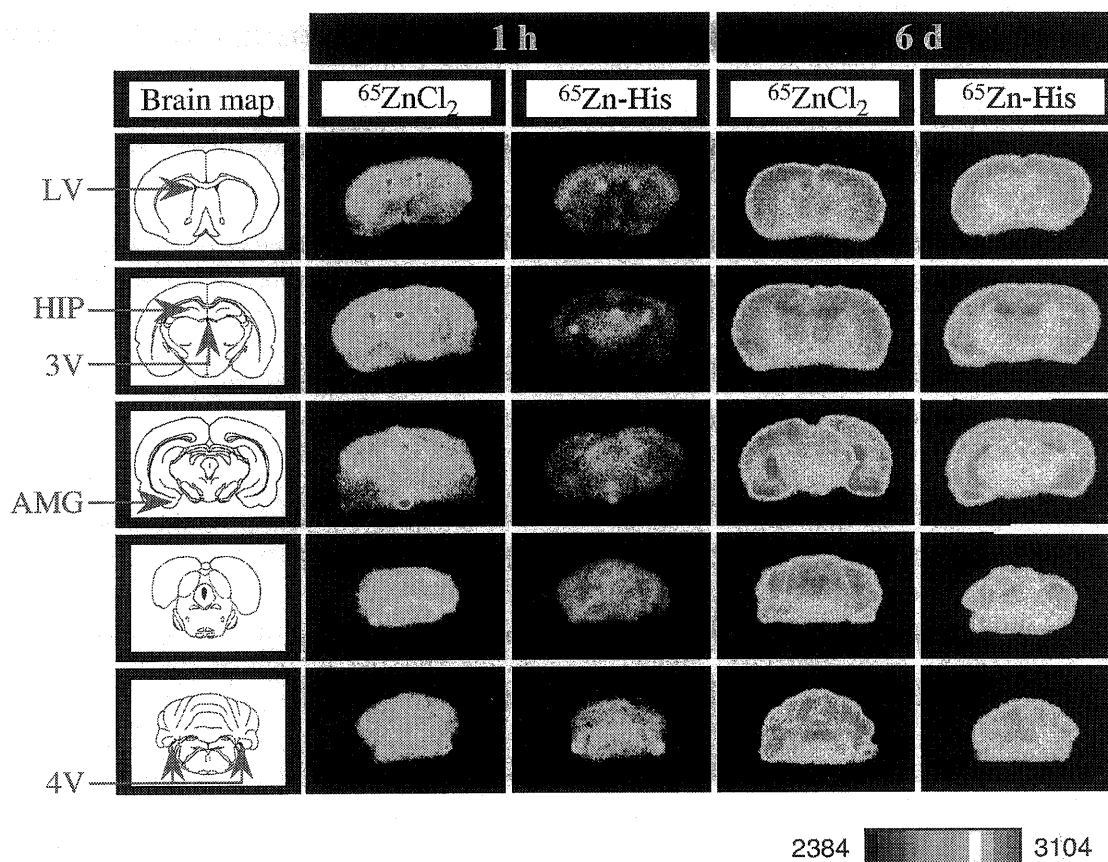 1 h 6 d
Brain map ⁶⁵ZnCl₂ ⁶⁵Zn-His ⁶⁵ZnCl₂ ⁶⁵Zn-His
LV
HIP
3V
AMG
4V
2384 3104